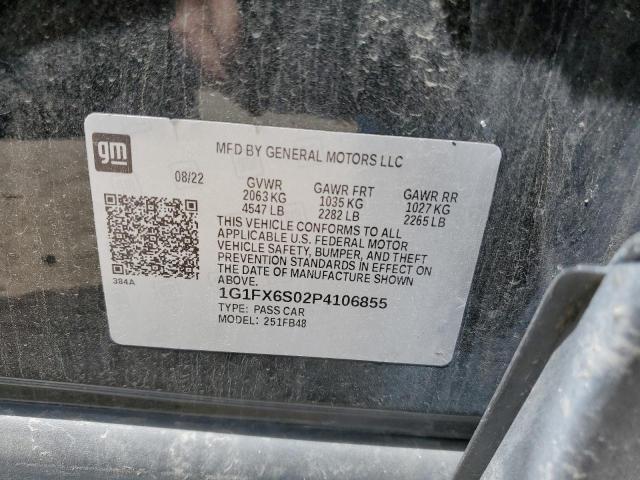 gm
MFD BY GENERAL MOTORS LLC
08/22 GVWR GAWR FRT GAWR RR
2063 KG 1035 KG 1027 KG
4547 LB 2282 LB 2265 LB
THIS VEHICLE CONFORMS TO ALL
APPLICABLE U.S. FEDERAL MOTOR
VEHICLE SAFETY, BUMPER, AND THEFT
PREVENTION STANDARDS IN EFFECT ON
THE DATE OF MANUFACTURE SHOWN
ABOVE.
384A
1G1FX6S02P4106855
TYPE: PASS CAR
MODEL: 251FB48